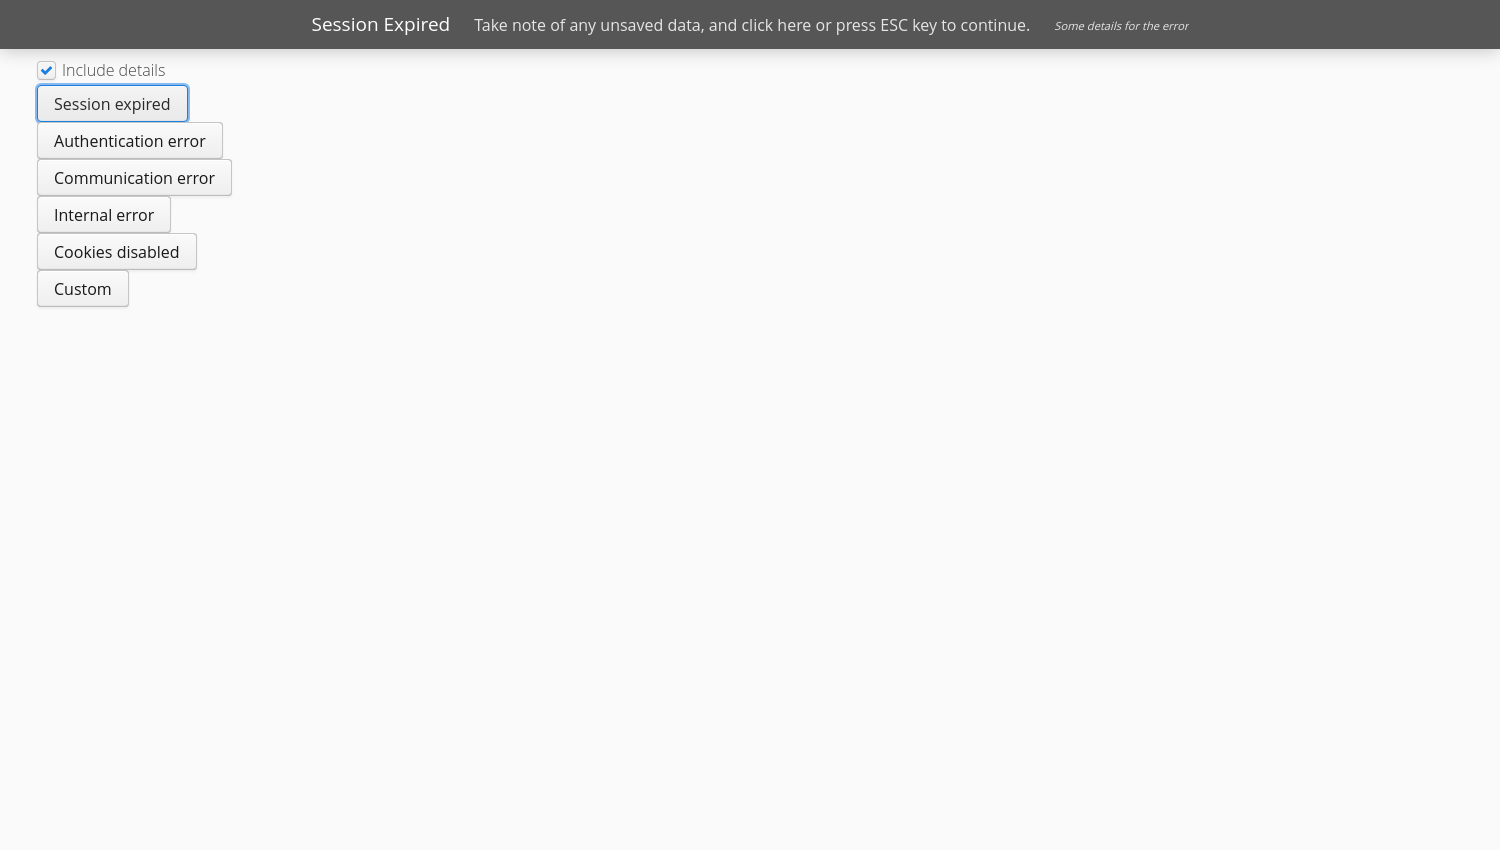 Session Expired Take note of any unsaved data, and click here or press ESC key to continue. Some details for the error
Include details
Session expired
Authentication error
Communication error
Internal error
Cookies disabled
Custom